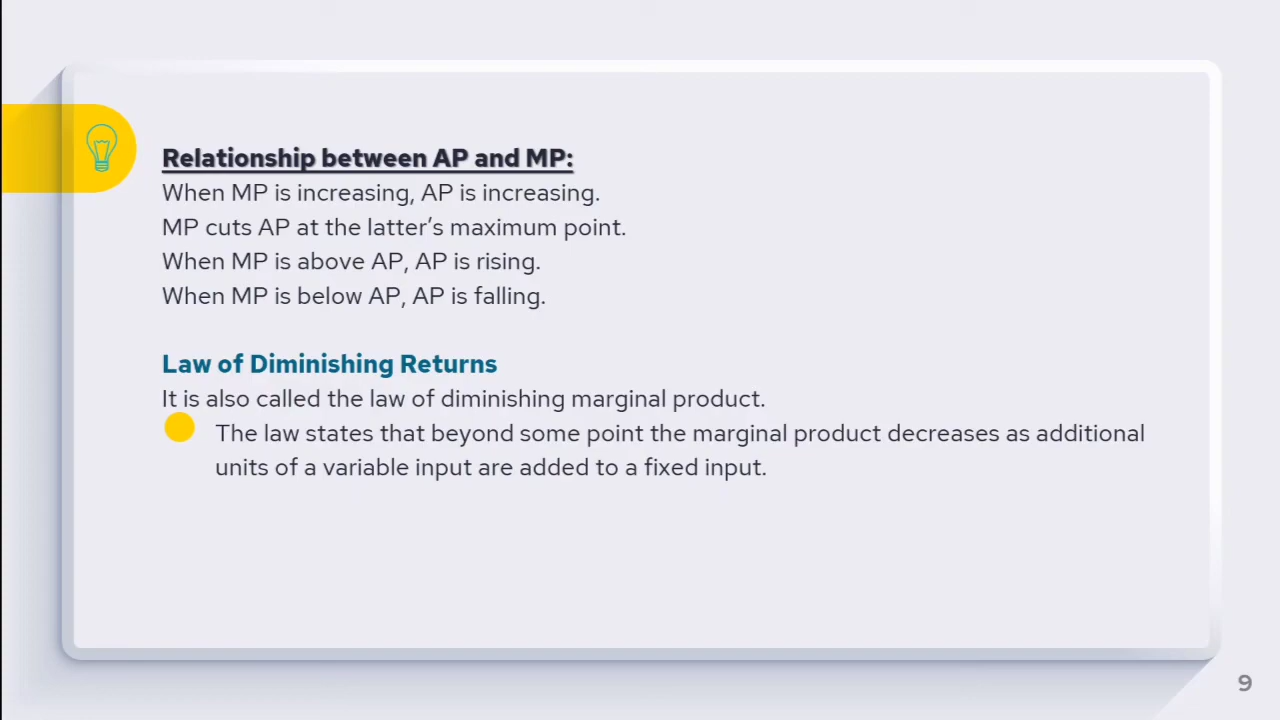 Relationship between AP and MP:
When MP is increasing, AP is increasing.
MP cuts AP at the latter’s maximum point.
When MP is above AP, AP is rising.
When MP is below AP, AP is falling.
Law of Diminishing Returns
It is also called the law of diminishing marginal product.
The law states that beyond some point the marginal product decreases as additional
units of a variable input are added to a fixed input.
9